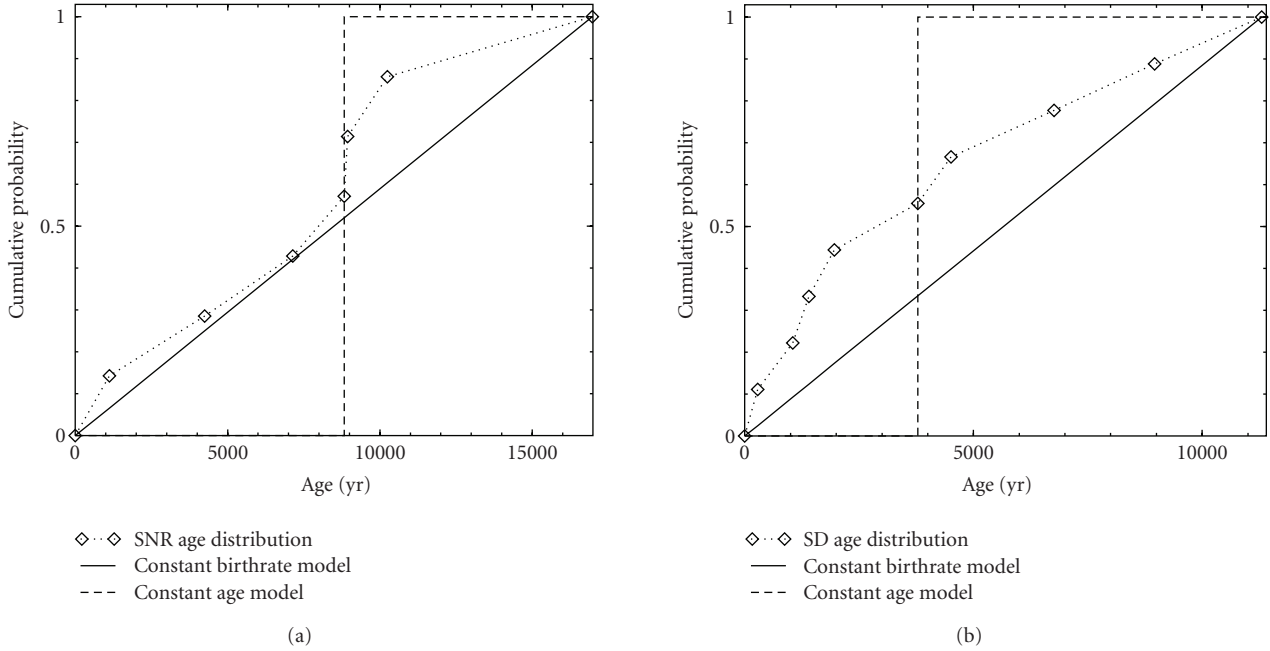 1
0.5
0
Cumulative probability
0 5000 10000 15000
Age (yr)
SNR age distribution
Constant birthrate model
Constant age model
(a)
1
0.5
0
Cumulative probability
0 5000 10000
Age (yr)
SD age distribution
Constant birthrate model
Constant age model
(b)